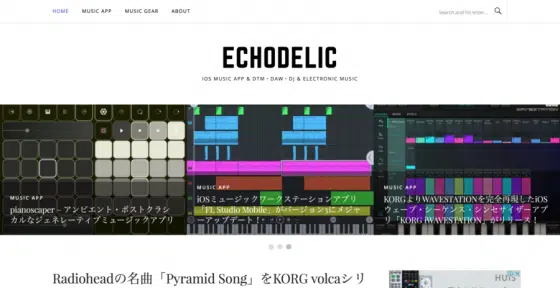 HOME MUSIC APP MUSIC GEAR ABOUT Search and hit enter...
ECHODELIC
iOS MUSIC APP & DTM・DAW・DJ & ELECTRONIC MUSIC
MUSIC APP
pianoscaper – アンビエント・ポストクラシ
カルなジェネレーティブミュージックアプリ
MUSIC APP
iOSミュージックワークステーションアプリ
「FL Studio Mobile」がバージョン3にメジャ
ーアップデート！
MUSIC APP
KORGよりWAVESTATIONを完全再現したiOS
ウェーブ・シーケンス・シンセサイザーアプ
リ「KORG iWAVESTATION」がリリース！
Radioheadの名曲「Pyramid Song」をKORG volcaシリ
HUIS